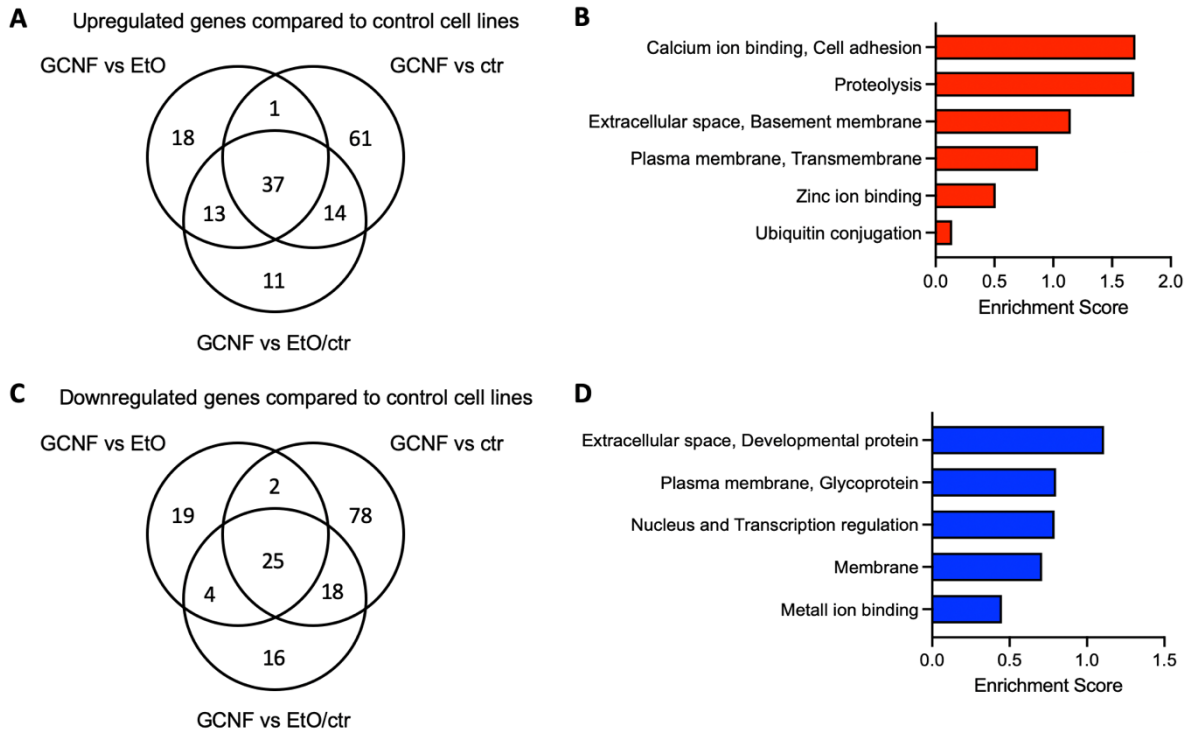 A
Upregulated genes compared to control cell lines
GCNF vs EtO
GCNF vs ctr
1
18
61
37
13
14
11
GCNF vs EtO/ctr
B
Calcium ion binding, Cell adhesion
Proteolysis
Extracellular space, Basement membrane
Plasma membrane, Transmembrane
Zinc ion binding
Ubiquitin conjugation
0.0 0.5 1.0 1.5 2.0
Enrichment Score
C
Downregulated genes compared to control cell lines
GCNF vs EtO
GCNF vs ctr
2
19
78
25
4
18
16
GCNF vs EtO/ctr
D
Extracellular space, Developmental protein
Plasma membrane, Glycoprotein
Nucleus and Transcription regulation
Membrane
Metall ion binding
0.0 0.5 1.0 1.5
Enrichment Score